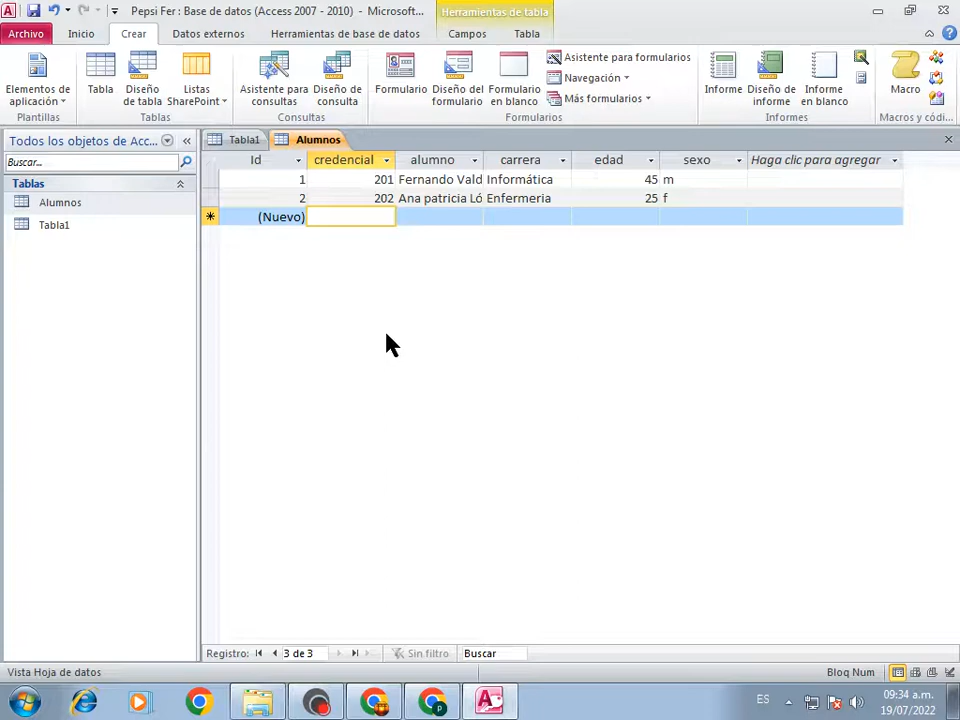 Pepsi Fer : Base de datos (Access 2007 - 2010) - Microsoft...
Herramientas de tabla
Archivo
Inicio
Crear
Datos externos
Herramientas de base de datos
Campos
Tabla
Elementos de aplicación
Tabla
Diseño de tabla
Listas SharePoint
Asistente para consultas
Diseño de consulta
Formulario
Diseño del formulario
Formulario en blanco
Asistente para formularios
Navegación
Más formularios
Informe
Diseño de informe
Informe en blanco
Macro
Plantillas
Tablas
Consultas
Formularios
Informes
Macros y códi...
Todos los objetos de Acc...
Buscar...
Tablas
Alumnos
Tabla1
Tabla1
Alumnos
Id credencial alumno carrera edad sexo Haga clic para agregar
1 201 Fernando Vald Informática 45 m
2 202 Ana patricia Ló Enfermeria 25 f
(Nuevo)
Registro: 3 de 3 Sin filtro Buscar
Vista Hoja de datos
Bloq Num
ES
09:34 a.m.
19/07/2022